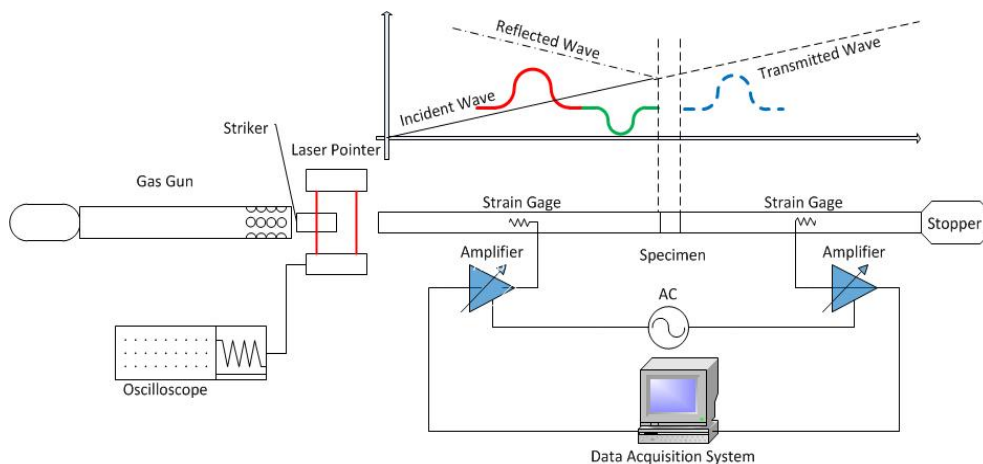 Reflected Wave
Transmitted Wave
Incident Wave
Striker
Laser Pointer
Gas Gun
Strain Gage
Strain Gage
Stopper
Amplifier
Specimen
Amplifier
AC
Oscilloscope
Data Acquisition System